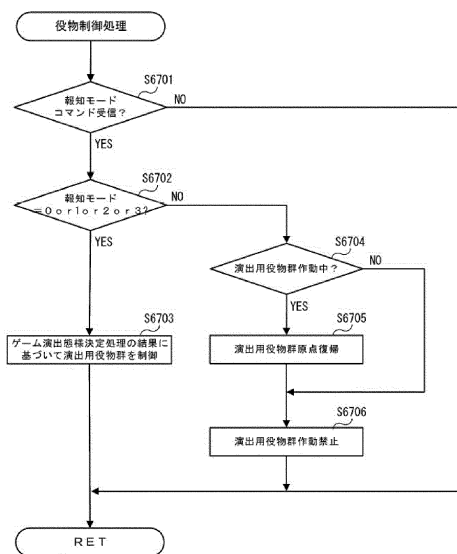 役物制御処理
S6701
報知モード
コマンド受信？
NO
YES
S6702
報知モード
＝０ｏｒ１ｏｒ２ｏｒ３？
NO
YES
S6704
演出用役物群作動中？
NO
YES
S6703
ゲーム演出態様決定処理の結果に
基づいて演出用役物群を制御
S6705
演出用役物群原点復帰
S6706
演出用役物群作動禁止
ＲＥＴ